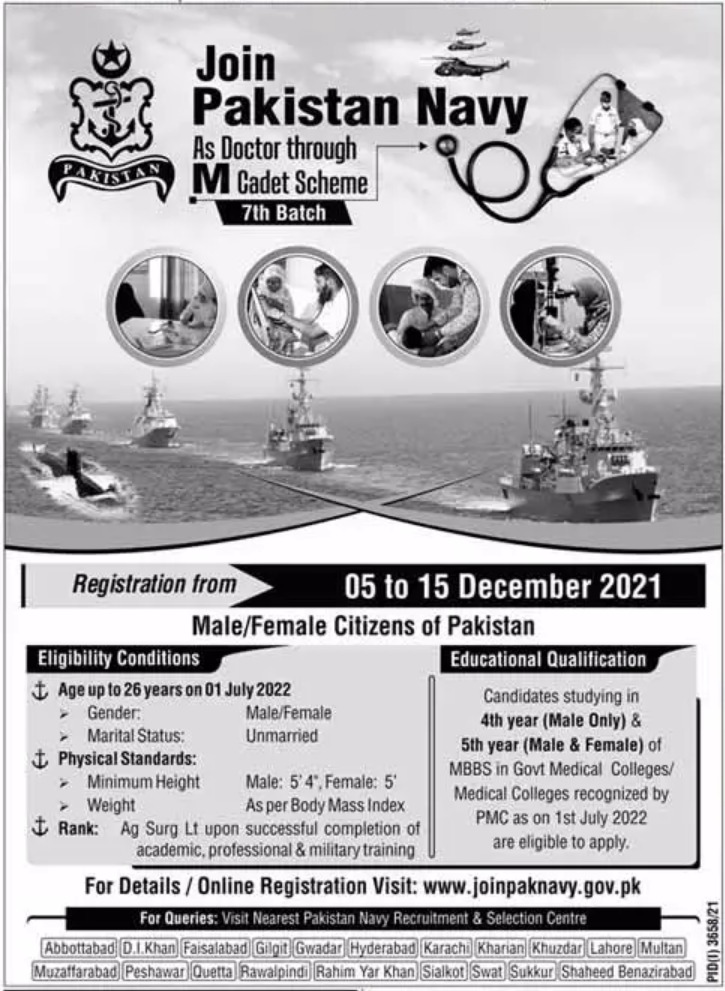 Join
Pakistan Navy
As Doctor through
M Cadet Scheme
7th Batch
PAKISTAN
Registration from
05 to 15 December 2021
Male/Female Citizens of Pakistan
Eligibility Conditions
Age up to 26 years on 01 July 2022
➢ Gender: Male/Female
➢ Marital Status: Unmarried
Physical Standards:
➢ Minimum Height Male: 5' 4", Female: 5'
➢ Weight As per Body Mass Index
Rank: Ag Surg Lt upon successful completion of
academic, professional & military training
Educational Qualification
Candidates studying in
4th year (Male Only) &
5th year (Male & Female) of
MBBS in Govt Medical Colleges/
Medical Colleges recognized by
PMC as on 1st July 2022
are eligible to apply.
For Details / Online Registration Visit: www.joinpaknavy.gov.pk
For Queries: Visit Nearest Pakistan Navy Recruitment & Selection Centre
Abbottabad D.I.Khan Faisalabad Gilgit Gwadar Hyderabad Karachi Kharian Khuzdar Lahore Multan
Muzaffarabad Peshawar Quetta Rawalpindi Rahim Yar Khan Sialkot Swat Sukkur Shaheed Benazirabad
PID(I) 3658/21